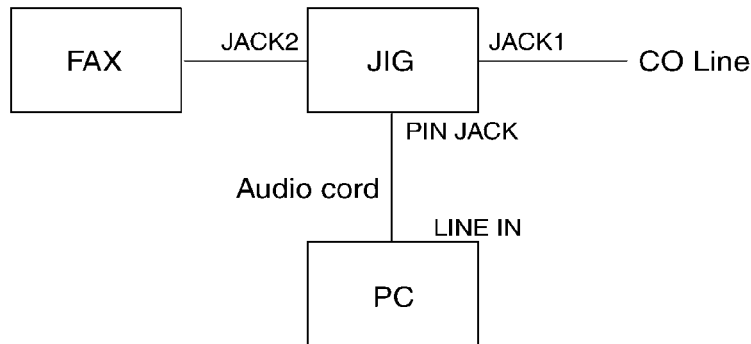 JACK2
JACK1
FAX
JIG
CO Line
PIN JACK
Audio cord
LINE IN
PC